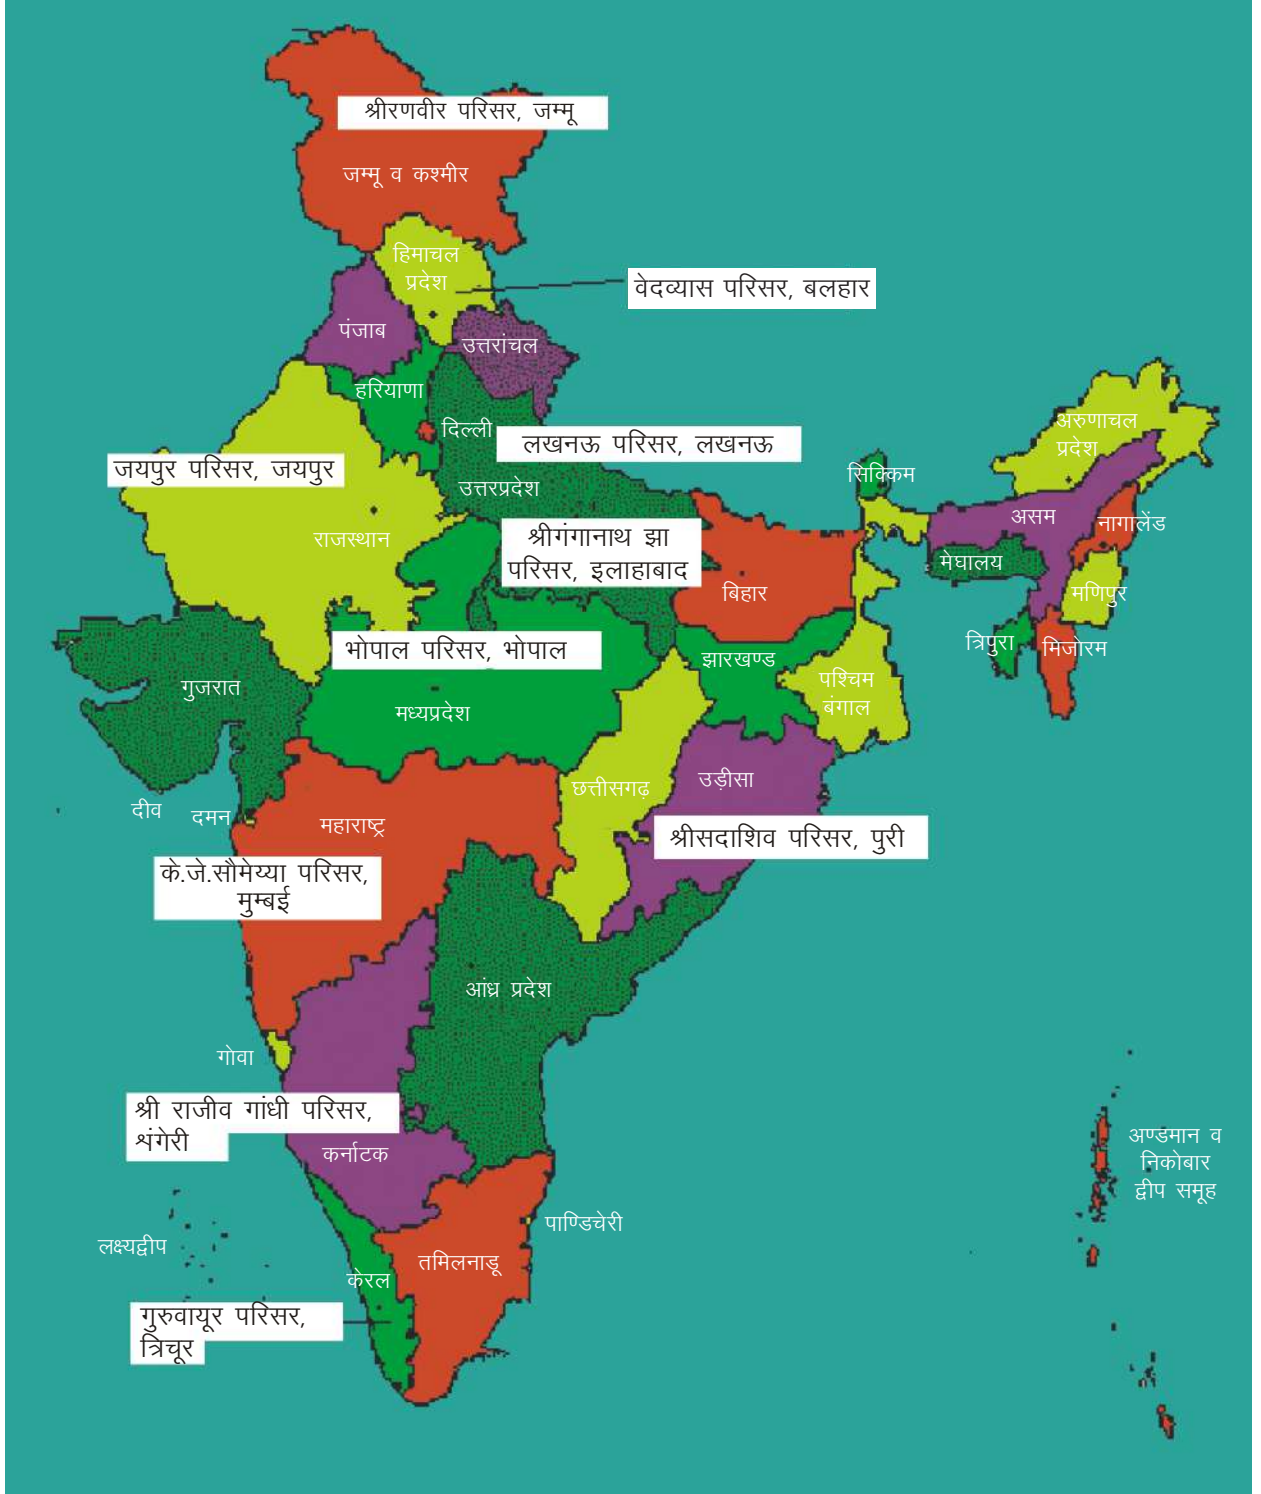 श्रीरणवीर परिसर, जम्मू
जम्मू व कश्मीर
हिमाचल
प्रदेश
वेदव्यास परिसर, बलहार
पंजाब
उत्तरांचल
हरियाणा
दिल्ली
लखनऊ परिसर, लखनऊ
अरुणाचल
प्रदेश
जयपुर परिसर, जयपुर
सिक्किम
उत्तरप्रदेश
असम
नागालेंड
राजस्थान
श्रीगंगानाथ झा
परिसर, इलाहाबाद
मेघालय
बिहार
मणिपुर
भोपाल परिसर, भोपाल
झारखण्ड
त्रिपुरा
मिजोरम
गुजरात
पश्चिम
बंगाल
मध्यप्रदेश
छत्तीसगढ़
उड़ीसा
दीव
दमन
महाराष्ट्र
श्रीसदाशिव परिसर, पुरी
के.जे.सौमेय्या परिसर,
मुम्बई
आंध्र प्रदेश
गोवा
श्री राजीव गांधी परिसर,
शंगेरी
कर्नाटक
अण्डमान व
निकोबार
द्वीप समूह
पाण्डिचेरी
लक्ष्यद्वीप
तमिलनाडू
केरल
गुरुवायूर परिसर,
त्रिचूर